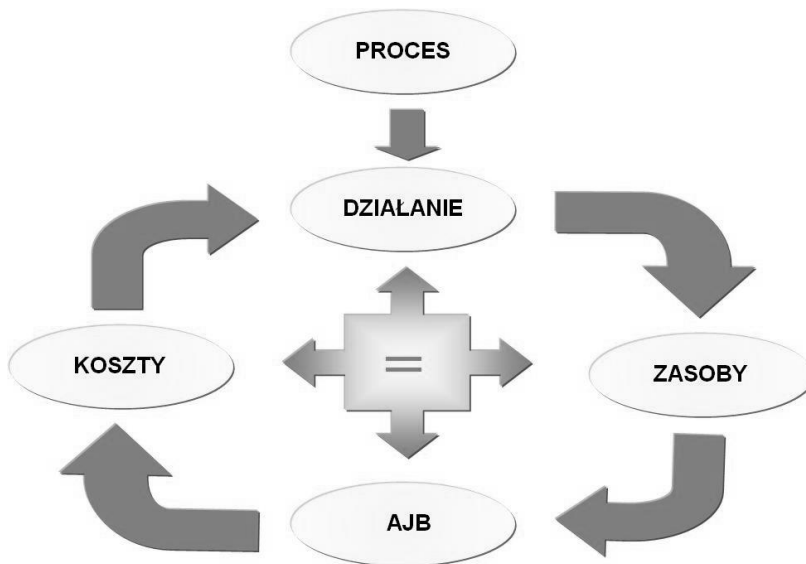 PROCES
DZIAŁANIE
KOSZTY
=
ZASOBY
AJB